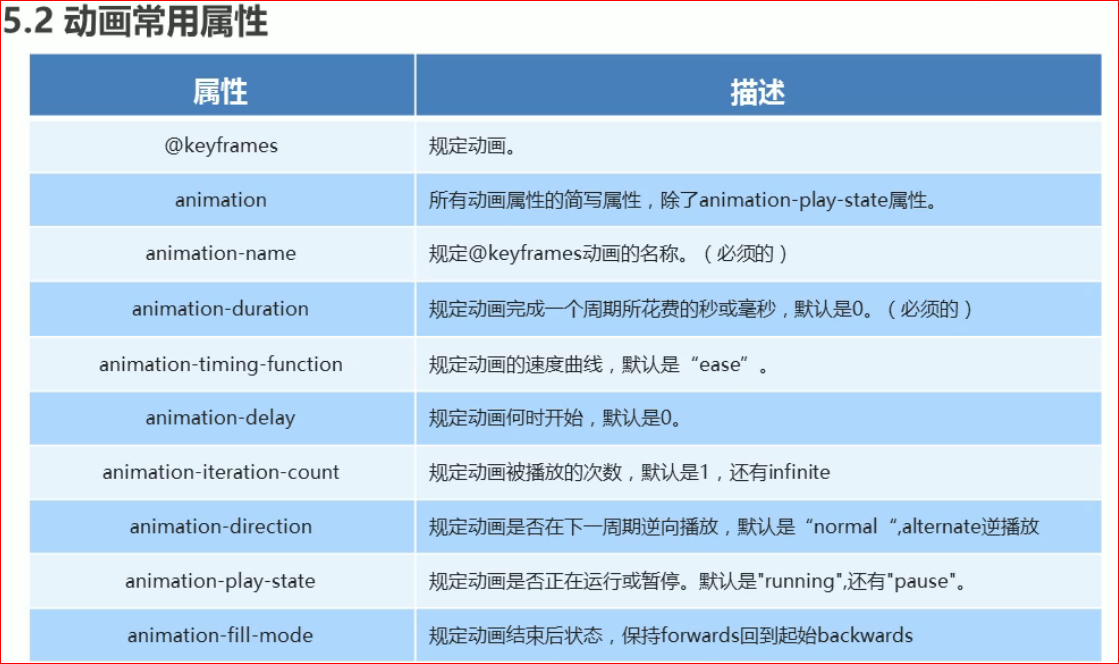 5.2 动画常用属性
属性 描述
@keyframes 规定动画。
animation 所有动画属性的简写属性，除了animation-play-state属性。
animation-name 规定@keyframes动画的名称。（必须的）
animation-duration 规定动画完成一个周期所花费的秒或毫秒，默认是0。（必须的）
animation-timing-function 规定动画的速度曲线，默认是“ease”。
animation-delay 规定动画何时开始，默认是0。
animation-iteration-count 规定动画被播放的次数，默认是1，还有infinite
animation-direction 规定动画是否在下一周期逆向播放，默认是“normal“,alternate逆播放
animation-play-state 规定动画是否正在运行或暂停。默认是"running",还有"pause"。
animation-fill-mode 规定动画结束后状态，保持forwards回到起始backwards